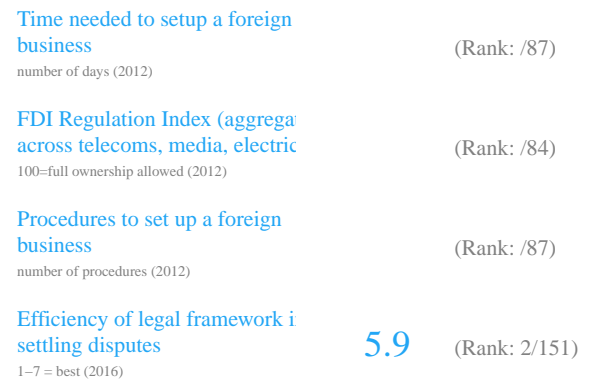 Time needed to setup a foreign
business
(Rank: /87)
number of days (2012)
FDI Regulation Index (aggregat
across telecoms, media, electric
(Rank: /84)
100=full ownership allowed (2012)
Procedures to set up a foreign
business
(Rank: /87)
number of procedures (2012)
Efficiency of legal framework i
settling disputes
5.9 (Rank: 2/151)
1–7 = best (2016)